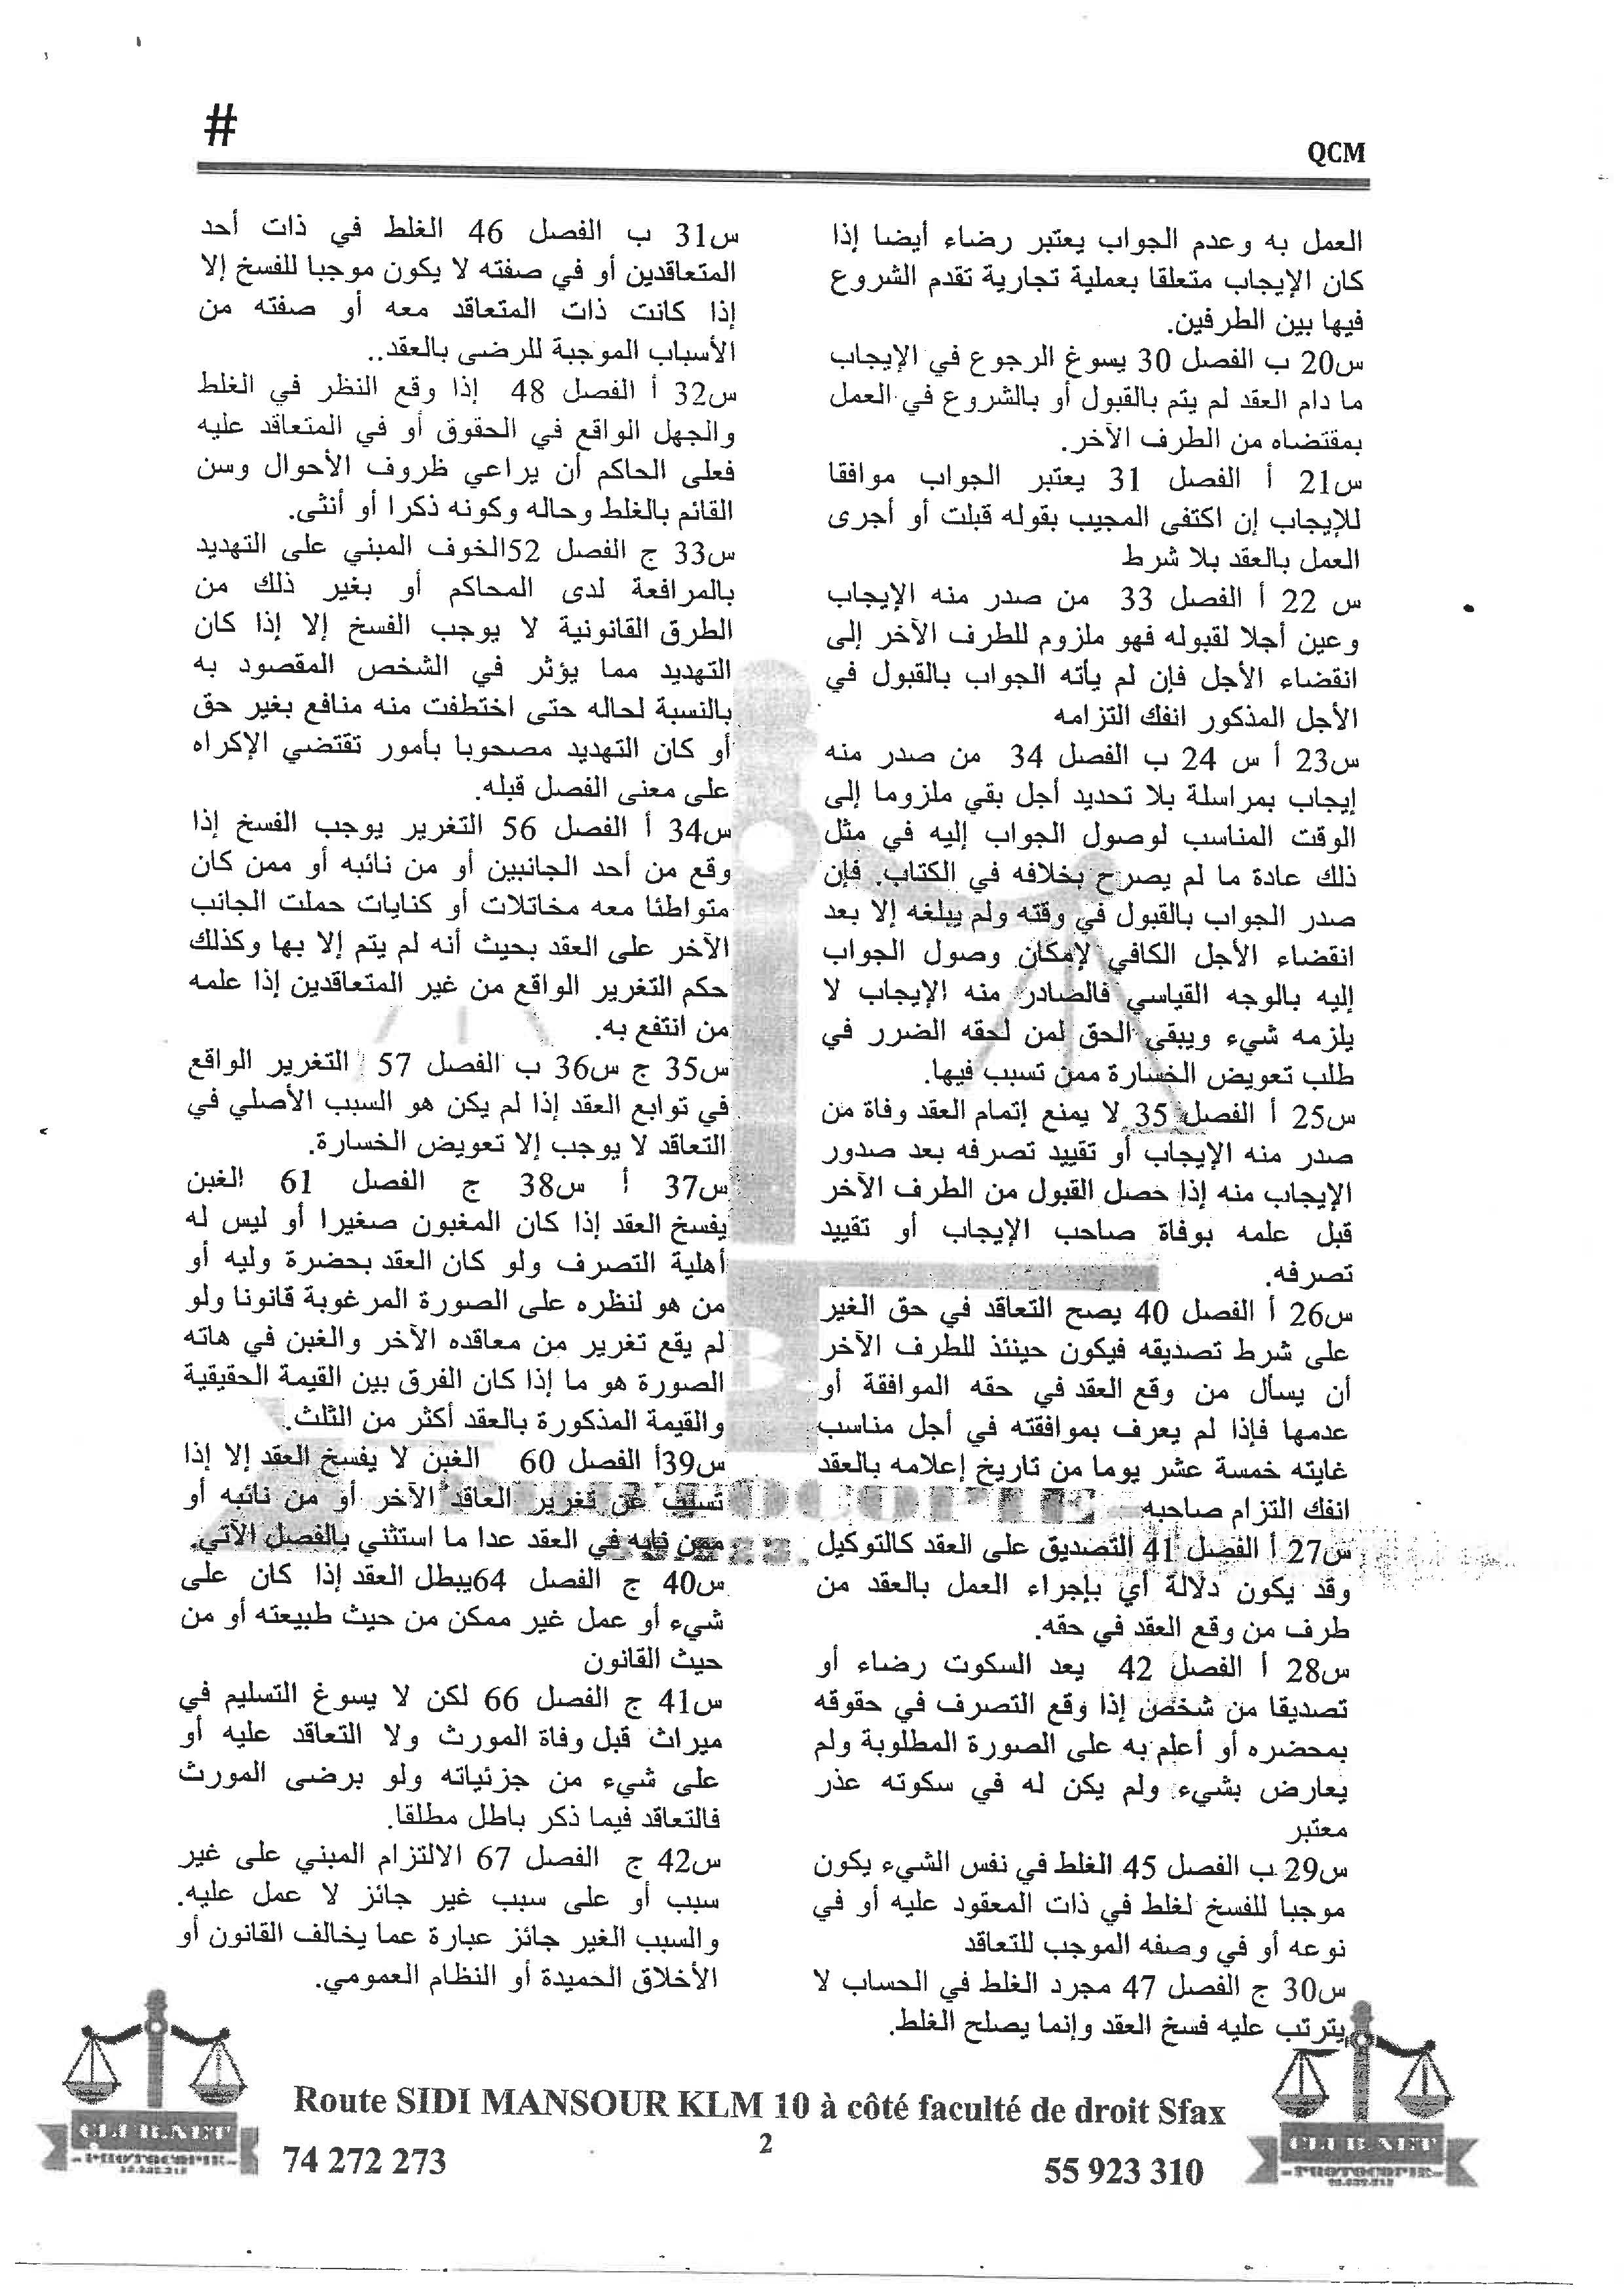 #
QCM
العمل به وعدم الجواب يعتبر رضاء أيضا إذا
كان الإيجاب متعلقا بعملية تجارية تقدم الشروع
فيها بين الطرفين.
س20 ب الفصل 30 يسوغ الرجوع في الإيجاب
ما دام العقد لم يتم بالقبول أو بالشروع في العمل
بمقتضاه من الطرف الآخر.
س21 أ الفصل 31 يعتبر الجواب موافقا
للإيجاب إن اكتفى المجيب بقوله قبلت أو أجرى
العمل بالعقد بلا شرط
س 22 أ الفصل 33 من صدر منه الإيجاب
وعين أجلا لقبوله فهو ملزوم للطرف الآخر إلى
انقضاء الأجل فإن لم يأته الجواب بالقبول في
الأجل المذكور انفك التزامه
س23 أ س 24 ب الفصل 34 من صدر منه
إيجاب بمراسلة بلا تحديد أجل بقي ملزوما إلى
الوقت المناسب لوصول الجواب إليه في مثل
ذلك عادة ما لم يصرح بخلافه في الكتاب. فإن
صدر الجواب بالقبول في وقته ولم يبلغه إلا بعد
انقضاء الأجل الكافي لإمكان وصول الجواب
إليه بالوجه القياسي فالصادر منه الإيجاب لا
يلزمه شيء ويبقى الحق لمن لحقه الضرر في
طلب تعويض الخسارة ممن تسبب فيها.
س25 أ الفصل 35 لا يمنع إتمام العقد وفاة من
صدر منه الإيجاب أو تقييد تصرفه بعد صدور
الإيجاب منه إذا حصل القبول من الطرف الآخر
قبل علمه بوفاة صاحب الإيجاب أو تقييد
تصرفه.
س26 أ الفصل 40 يصح التعاقد في حق الغير
على شرط تصديقه فيكون حينئذ للطرف الآخر
أن يسأل من وقع العقد في حقه الموافقة أو
عدمها فإذا لم يعرف بموافقته في أجل مناسب
غايته خمسة عشر يوما من تاريخ إعلامه بالعقد
انفك التزام صاحبه
س27 أ الفصل 41 التصديق على العقد كالتوكيل
وقد يكون دلالة أي بإجراء العمل بالعقد من
طرف من وقع العقد في حقه.
س28 أ الفصل 42 يعد السكوت رضاء أو
تصديقا من شخص إذا وقع التصرف في حقوقه
بمحضره أو أعلم به على الصورة المطلوبة ولم
يعارض بشيء ولم يكن له في سكوته عذر
معتبر
س29 ب الفصل 45 الغلط في نفس الشيء يكون
موجبا للفسخ لغلط في ذات المعقود عليه أو في
نوعه أو في وصفه الموجب للتعاقد
س30 ج الفصل 47 مجرد الغلط في الحساب لا
يترتب عليه فسخ العقد وإنما يصلح الغلط.
س31 ب الفصل 46 الغلط في ذات أحد
المتعاقدين أو في صفته لا يكون موجبا للفسخ إلا
إذا كانت ذات المتعاقد معه أو صفته من
الأسباب الموجبة للرضى بالعقد..
س32 أ الفصل 48 إذا وقع النظر في الغلط
والجهل الواقع في الحقوق أو في المتعاقد عليه
فعلى الحاكم أن يراعي ظروف الأحوال وسن
القائم بالغلط وحاله وكونه ذكرا أو أنثى.
س33 ج الفصل 52الخوف المبني على التهديد
بالمرافعة لدى المحاكم أو بغير ذلك من
الطرق القانونية لا يوجب الفسخ إلا إذا كان
التهديد مما يؤثر في الشخص المقصود به
بالنسبة لحاله حتى اختطفت منه منافع بغير حق
أو كان التهديد مصحوبا بأمور تقتضي الإكراه
على معنى الفصل قبله.
س34 أ الفصل 56 التغرير يوجب الفسخ إذا
وقع من أحد الجانبين أو من نائبه أو ممن كان
متواطئا معه مخاتلات أو كنايات حملت الجانب
الآخر على العقد بحيث أنه لم يتم إلا بها وكذلك
حكم التغرير الواقع من غير المتعاقدين إذا علمه
من انتفع به.
س35 ج س36 ب الفصل 57 التغرير الواقع
في توابع العقد إذا لم يكن هو السبب الأصلي في
التعاقد لا يوجب إلا تعويض الخسارة.
س37 أ س38 ج الفصل 61 الغبن
يفسخ العقد إذا كان المغبون صغيرا أو ليس له
أهلية التصرف ولو كان العقد بحضرة وليه أو
من هو لنظره على الصورة المرغوبة قانونا ولو
لم يقع تغرير من معاقده الآخر والغبن في هاته
الصورة هو ما إذا كان الفرق بين القيمة الحقيقية
والقيمة المذكورة بالعقد أكثر من الثلث.
س39أ الفصل 60 الغبن لا يفسخ العقد إلا إذا
تسبب عن تغرير العاقد الآخر أو من نائبه أو
ممن نابه في العقد عدا ما استثني بالفصل الآتي.
س40 ج الفصل 64يبطل العقد إذا كان على
شيء أو عمل غير ممكن من حيث طبيعته أو من
حيث القانون
س41 ج الفصل 66 لكن لا يسوغ التسليم في
ميراث قبل وفاة المورث ولا التعاقد عليه أو
على شيء من جزئياته ولو برضى المورث
فالتعاقد فيما ذكر باطل مطلقا.
س42 ج الفصل 67 الالتزام المبني على غير
سبب أو على سبب غير جائز لا عمل عليه.
والسبب الغير جائز عبارة عما يخالف القانون أو
الأخلاق الحميدة أو النظام العمومي.
Route SIDI MANSOUR KLM 10 à côté faculté de droit Sfax
2
74 272 273
55 923 310
CLUB.NET
-PHOTOCOPIE-
CLUB.NET
-PHOTOCOPIE-